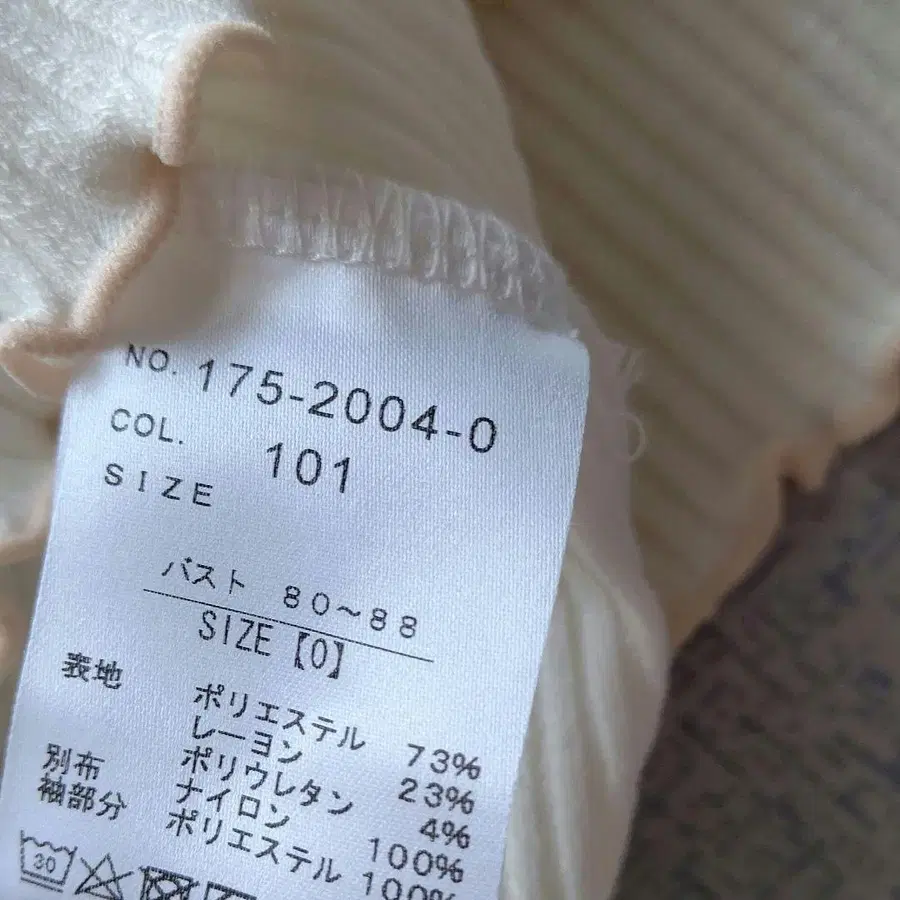 NO. 175-2004-0
COL. 101
SIZE
バスト 80~88
SIZE【0】
表地 ポリエステル 73%
レーヨン 23%
ポリウレタン 4%
別布 ナイロン 100%
袖部分 ポリエステル 100%
30